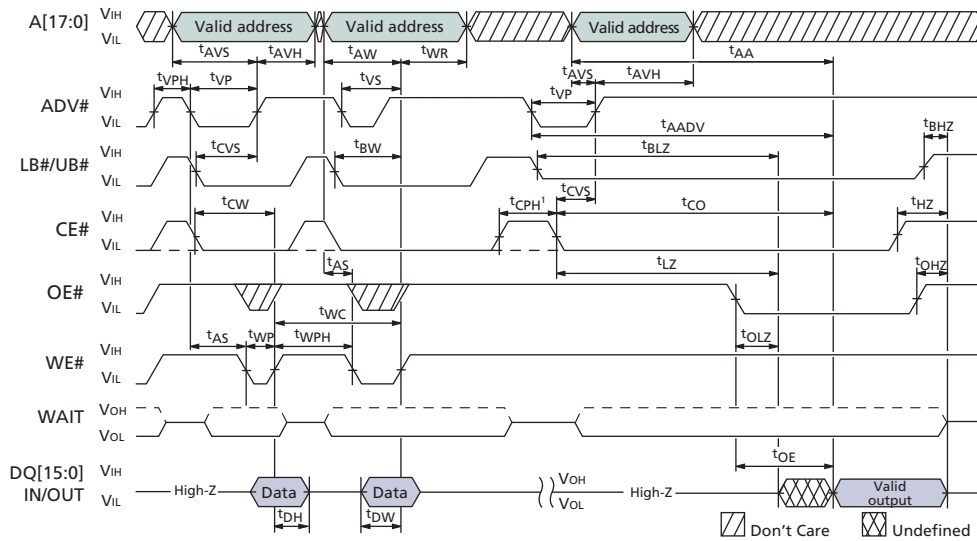 A[17:0] VIH Valid address Valid address Valid address
VIL
tAVS tAVH tAW tWR tAA
tVPH tVP tVS tAVS tAVH
ADV# VIH tVP
VIL tAADV
tCVS tBW tBLZ tBHZ
LB#/UB# VIH
VIL
tCW tCPH¹ tCVS tCO tHZ
CE# VIH
VIL
tAS tLZ tOHZ
OE# VIH
VIL
tWC
tAS tWP tWPH tOLZ
WE# VIH
VIL
WAIT VOH
VOL
tOE
DQ[15:0] VIH High-Z Data Data VOH High-Z Valid
IN/OUT VIL VOL output
tDH tDW
Don't Care Undefined